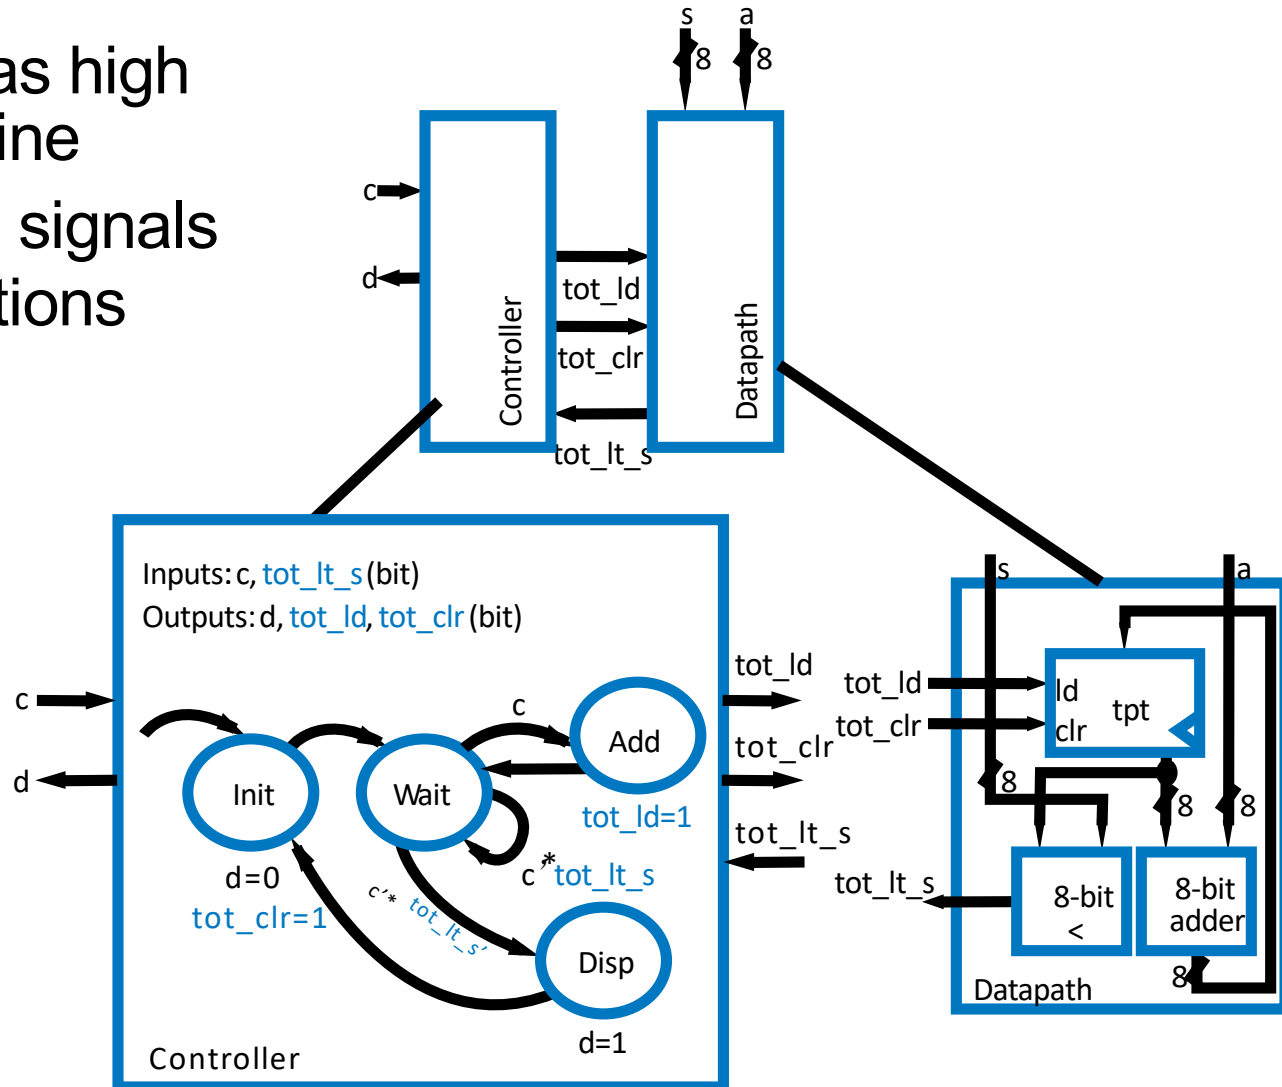 s a
8 8
as high
ine
signals
tions
c
d
Controller
tot_ld
tot_clr
tot_lt_s
Datapath
Inputs: c, tot_lt_s (bit)
Outputs: d, tot_ld, tot_clr (bit)
c
d
Init
d=0
tot_clr=1
Wait
c
Add
tot_ld=1
c'*tot_lt_s
c'* tot_lt_s'
Disp
d=1
Controller
tot_ld
tot_clr
tot_lt_s
s
a
tot_ld
tot_clr
ld
clr
tpt
8
8
8
tot_lt_s
8-bit
<
8-bit
adder
8
Datapath